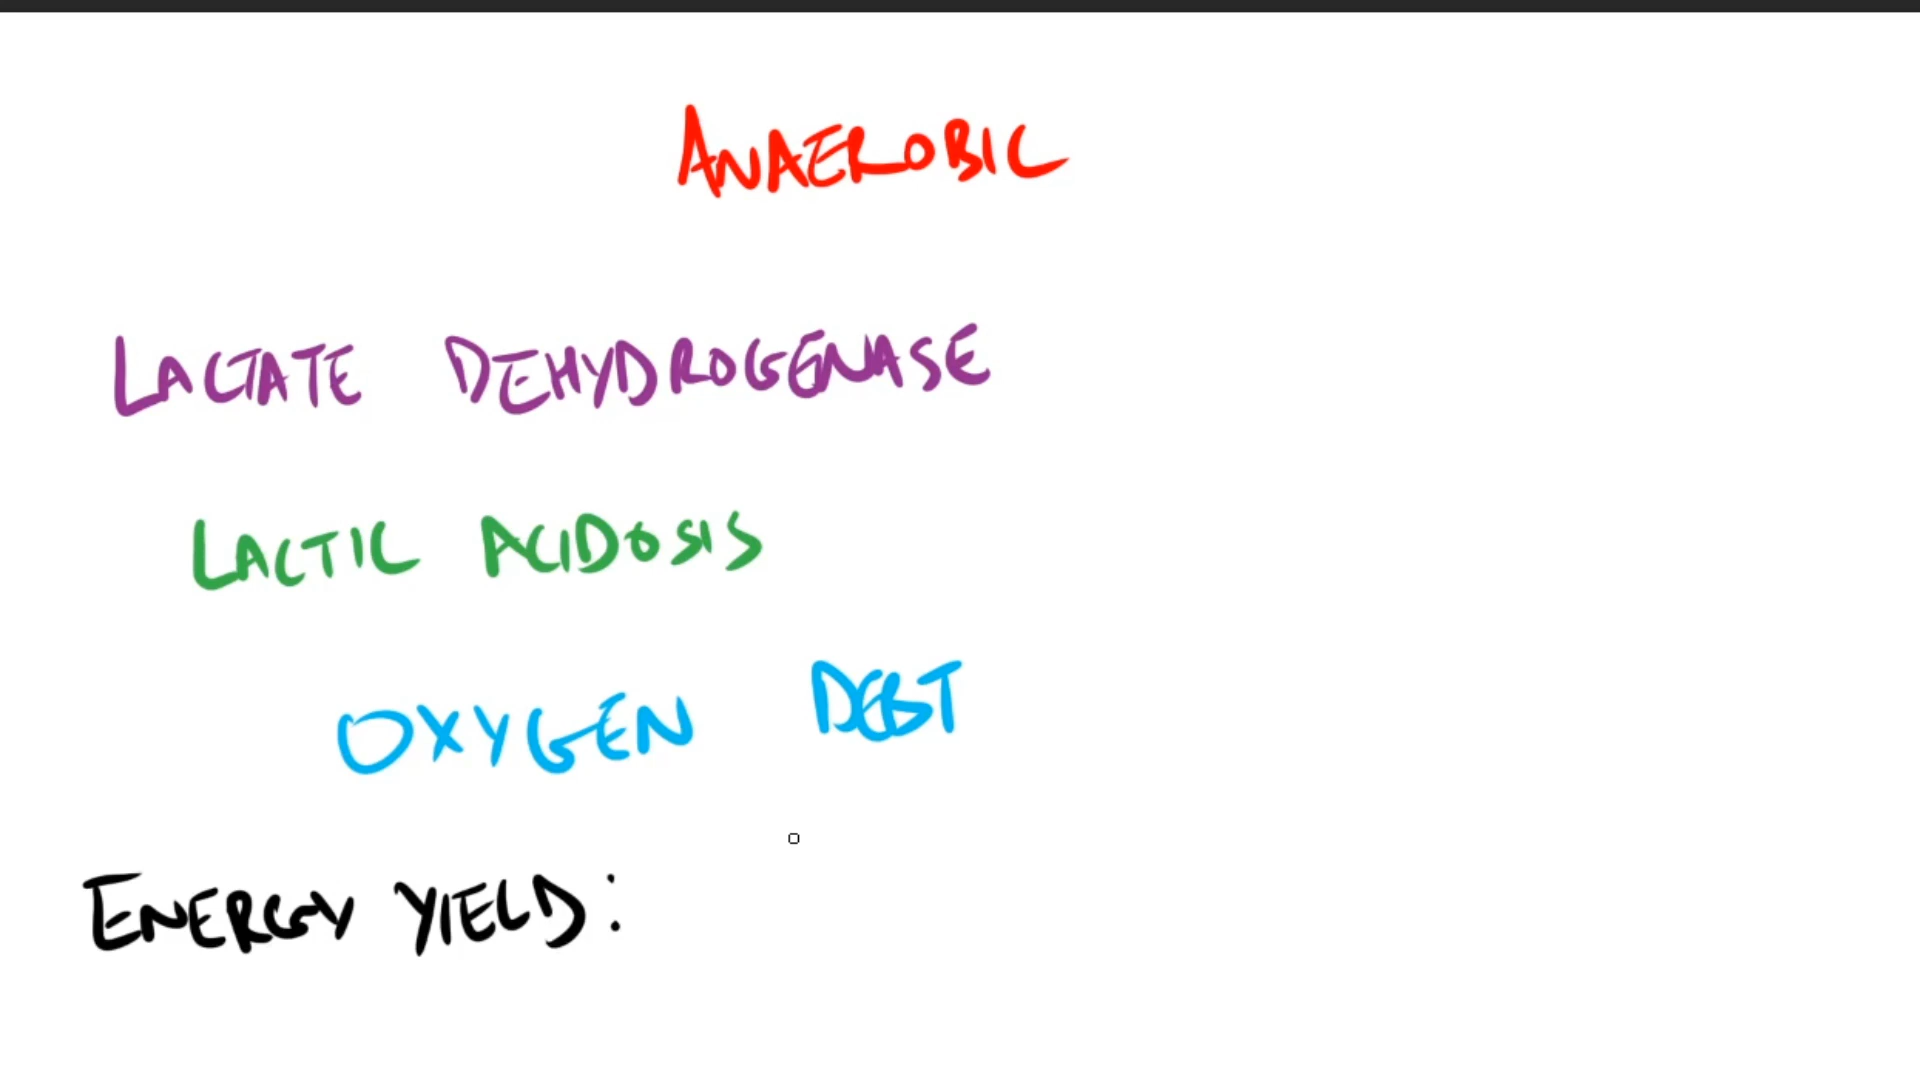 ANAEROBIC
LACTATE DEHYDROGENASE
LACTIC ACIDOSIS
OXYGEN DEBT
ENERGY YIELD: